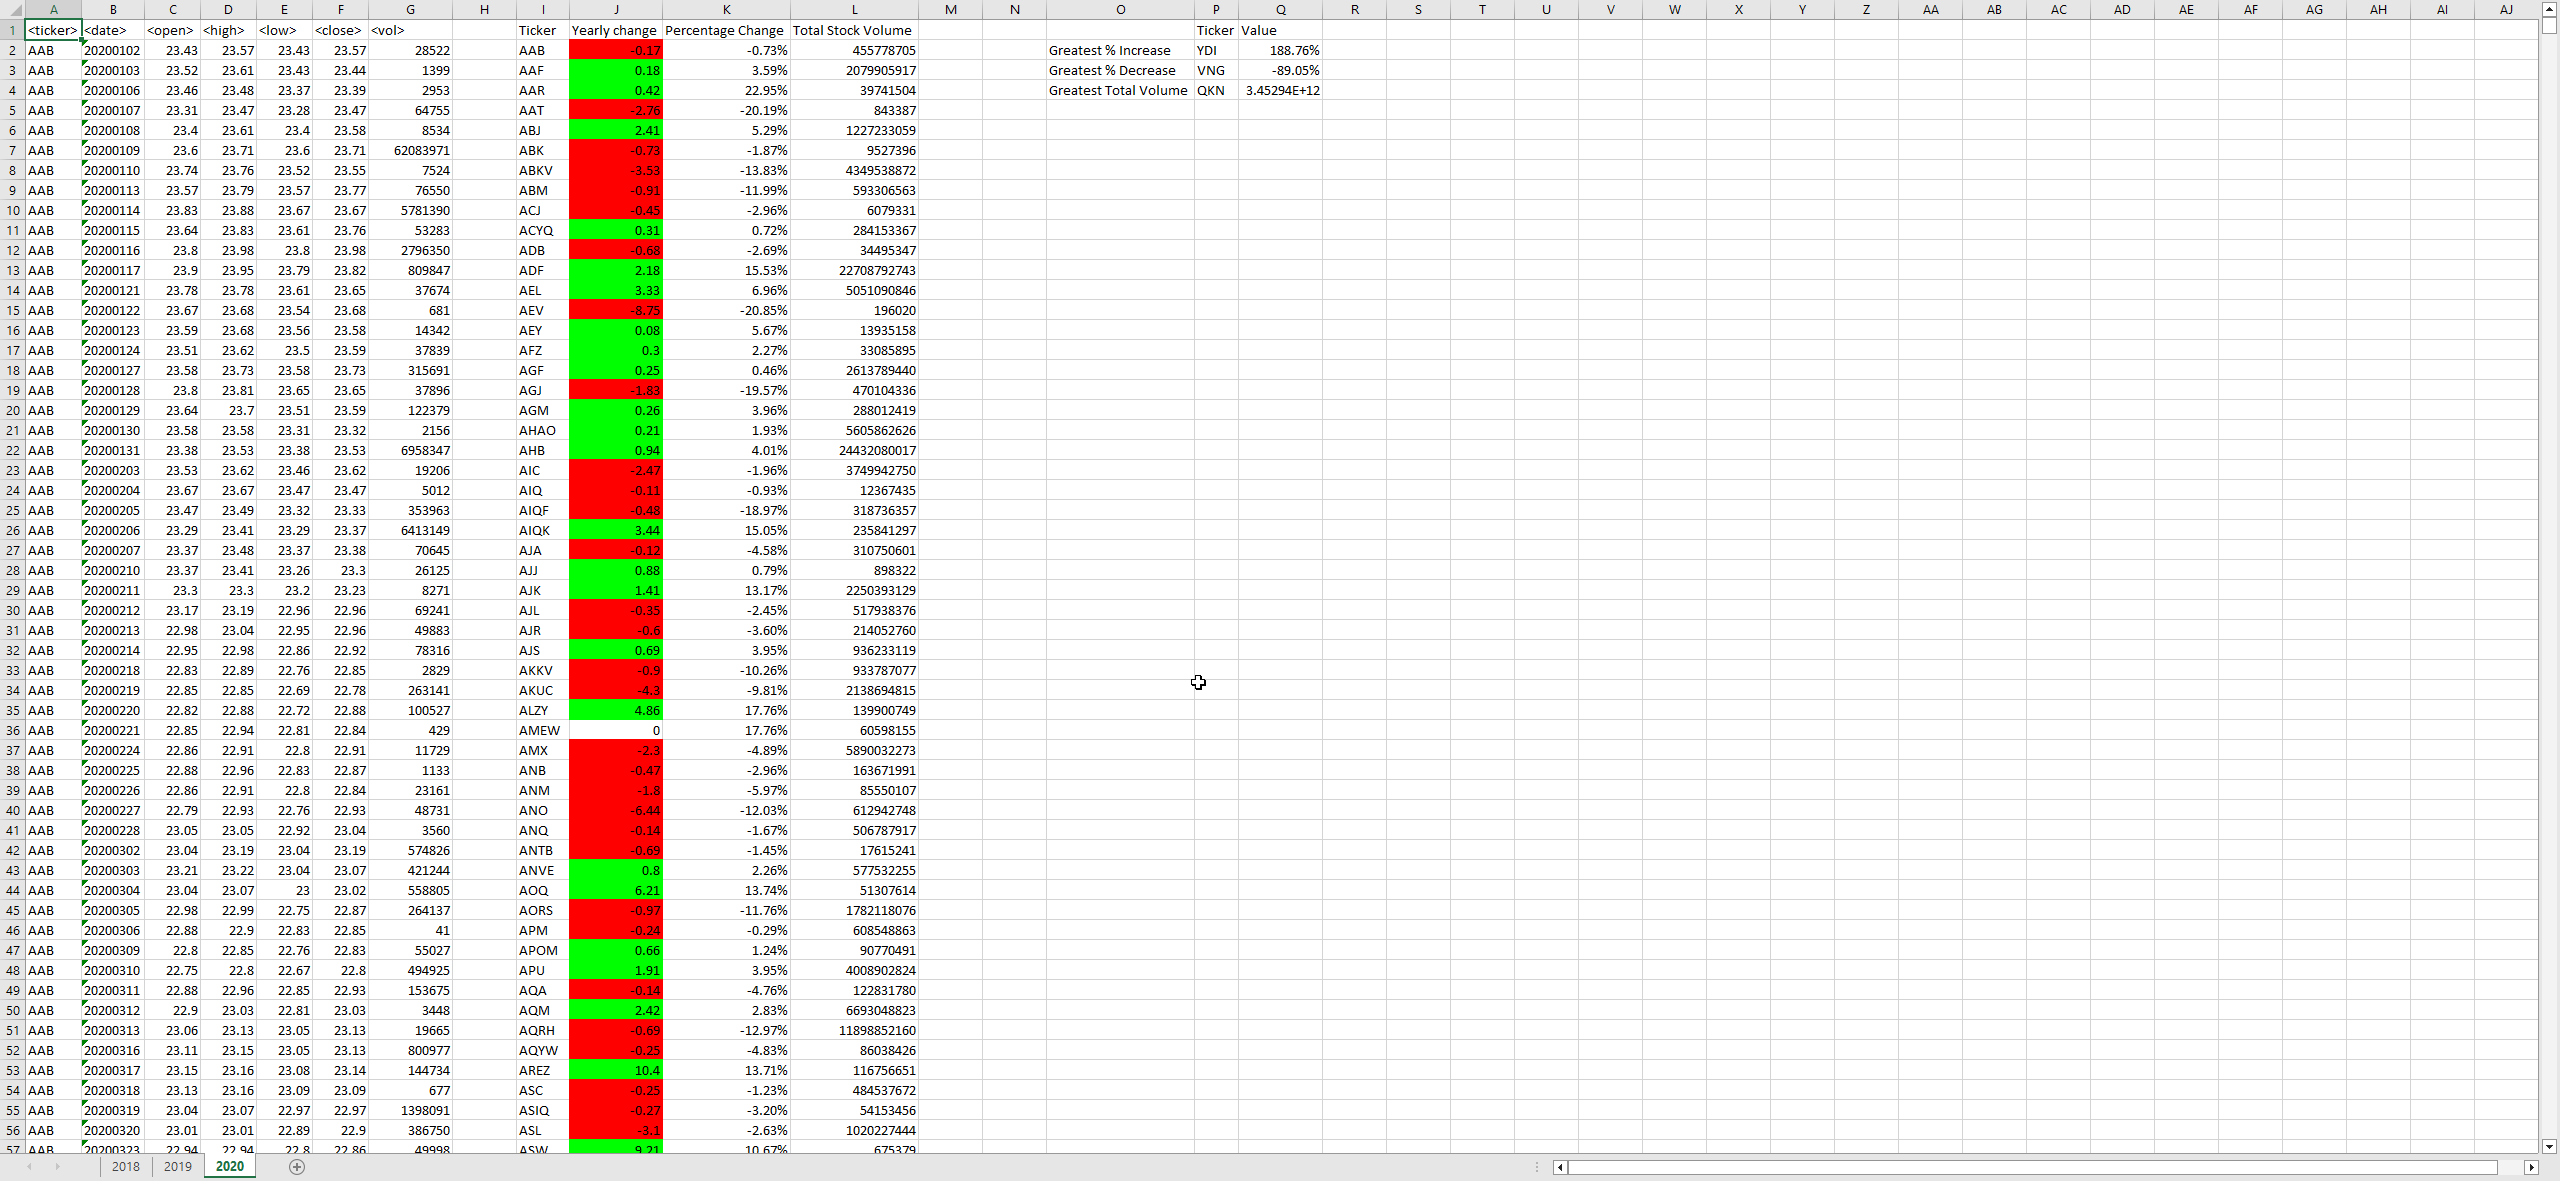 A B C D E F G H I J K L M N O P Q R S T U V W X Y Z AA AB AC AD AE AF AG AH AI AJ
1 <ticker> <date> <open> <high> <low> <close> <vol> Ticker Yearly change Percentage Change Total Stock Volume Ticker Value
2 AAB 20200102 23.43 23.57 23.43 23.57 28522 AAB -0.17 -0.73% 455778705 Greatest % Increase YDI 188.76%
3 AAB 20200103 23.52 23.61 23.43 23.44 1399 AAF 0.18 3.59% 2079905917 Greatest % Decrease VNG -89.05%
4 AAB 20200106 23.46 23.48 23.37 23.39 2953 AAR 0.42 22.95% 39741504 Greatest Total Volume QKN 3.45294E+12
5 AAB 20200107 23.31 23.47 23.28 23.47 64755 AAT -2.76 -20.19% 843387
6 AAB 20200108 23.4 23.61 23.4 23.58 8534 ABJ 2.41 5.29% 1227233059
7 AAB 20200109 23.6 23.71 23.6 23.71 62083971 ABK -0.73 -1.87% 9527396
8 AAB 20200110 23.74 23.76 23.52 23.55 7524 ABKV -3.53 -13.83% 4349538872
9 AAB 20200113 23.57 23.79 23.57 23.77 76550 ABM -0.91 -11.99% 593306563
10 AAB 20200114 23.83 23.88 23.67 23.67 5781390 ACJ -0.45 -2.96% 6079331
11 AAB 20200115 23.64 23.83 23.61 23.76 53283 ACYQ 0.31 0.72% 284153367
12 AAB 20200116 23.8 23.98 23.8 23.98 2796350 ADB -0.68 -2.69% 34495347
13 AAB 20200117 23.9 23.95 23.79 23.82 809847 ADF 2.18 15.53% 22708792743
14 AAB 20200121 23.78 23.78 23.61 23.65 37674 AEL 3.33 6.96% 5051090846
15 AAB 20200122 23.67 23.68 23.54 23.68 681 AEV -8.75 -20.85% 196020
16 AAB 20200123 23.59 23.68 23.56 23.58 14342 AEY 0.08 5.67% 13935158
17 AAB 20200124 23.51 23.62 23.5 23.59 37839 AFZ 0.3 2.27% 33085895
18 AAB 20200127 23.58 23.73 23.58 23.73 315691 AGF 0.25 0.46% 2613789440
19 AAB 20200128 23.8 23.81 23.65 23.65 37896 AGJ -1.83 -19.57% 470104336
20 AAB 20200129 23.64 23.7 23.51 23.59 122379 AGM 0.26 3.96% 288012419
21 AAB 20200130 23.58 23.58 23.31 23.32 2156 AHAO 0.21 1.93% 5605862626
22 AAB 20200131 23.38 23.53 23.38 23.53 6958347 AHB 0.94 4.01% 24432080017
23 AAB 20200203 23.53 23.62 23.46 23.62 19206 AIC -2.47 -1.96% 3749942750
24 AAB 20200204 23.67 23.67 23.47 23.47 5012 AIQ -0.11 -0.93% 12367435
25 AAB 20200205 23.47 23.49 23.32 23.33 353963 AIQF -0.48 -18.97% 318736357
26 AAB 20200206 23.29 23.41 23.29 23.37 6413149 AIQK 3.44 15.05% 235841297
27 AAB 20200207 23.37 23.48 23.37 23.38 70645 AJA -0.12 -4.58% 310750601
28 AAB 20200210 23.37 23.41 23.26 23.3 26125 AJJ 0.88 0.79% 898322
29 AAB 20200211 23.3 23.3 23.2 23.23 8271 AJK 1.41 13.17% 2250393129
30 AAB 20200212 23.17 23.19 22.96 22.96 69241 AJL -0.35 -2.45% 517938376
31 AAB 20200213 22.98 23.04 22.95 22.96 49883 AJR -0.6 -3.60% 214052760
32 AAB 20200214 22.95 22.98 22.86 22.92 78316 AJS 0.69 3.95% 936233119
33 AAB 20200218 22.83 22.89 22.76 22.85 2829 AKKV -0.9 -10.26% 933787077
34 AAB 20200219 22.85 22.85 22.69 22.78 263141 AKUC -4.3 -9.81% 2138694815
35 AAB 20200220 22.82 22.88 22.72 22.88 100527 ALZY 4.86 17.76% 139900749
36 AAB 20200221 22.85 22.94 22.81 22.84 429 AMEW 0 17.76% 60598155
37 AAB 20200224 22.86 22.91 22.8 22.91 11729 AMX -2.3 -4.89% 5890032273
38 AAB 20200225 22.88 22.96 22.83 22.87 1133 ANB -0.47 -2.96% 163671991
39 AAB 20200226 22.86 22.91 22.8 22.84 23161 ANM -1.8 -5.97% 85550107
40 AAB 20200227 22.79 22.93 22.76 22.93 48731 ANO -6.44 -12.03% 612942748
41 AAB 20200228 23.05 23.05 22.92 23.04 3560 ANQ -0.14 -1.67% 506787917
42 AAB 20200302 23.04 23.19 23.04 23.19 574826 ANTB -0.69 -1.45% 17615241
43 AAB 20200303 23.21 23.22 23.04 23.07 421244 ANVE 0.8 2.26% 577532255
44 AAB 20200304 23.04 23.07 23 23.02 558805 AOQ 6.21 13.74% 51307614
45 AAB 20200305 22.98 22.99 22.75 22.87 264137 AORS -0.97 -11.76% 1782118076
46 AAB 20200306 22.88 22.9 22.83 22.85 41 APM -0.24 -0.29% 608548863
47 AAB 20200309 22.8 22.85 22.76 22.83 55027 APOM 0.66 1.24% 90770491
48 AAB 20200310 22.75 22.8 22.67 22.8 494925 APU 1.91 3.95% 4008902824
49 AAB 20200311 22.88 22.96 22.85 22.93 153675 AQA -0.14 -4.76% 122831780
50 AAB 20200312 22.9 23.03 22.81 23.03 3448 AQM 2.42 2.83% 6693048823
51 AAB 20200313 23.06 23.13 23.05 23.13 19665 AQRH -0.69 -12.97% 11898852160
52 AAB 20200316 23.11 23.15 23.05 23.13 800977 AQYW -0.25 -4.83% 86038426
53 AAB 20200317 23.15 23.16 23.08 23.14 144734 AREZ 10.4 13.71% 116756651
54 AAB 20200318 23.13 23.16 23.09 23.09 677 ASC -0.25 -1.23% 484537672
55 AAB 20200319 23.04 23.07 22.97 22.97 1398091 ASIQ -0.27 -3.20% 54153456
56 AAB 20200320 23.01 23.01 22.89 22.9 386750 ASL -3.1 -2.63% 1020227444
57 AAB 20200323 22.94 22.94 22.8 22.86 49998 ASW 9.21 10.67% 675379
2018 2019 2020